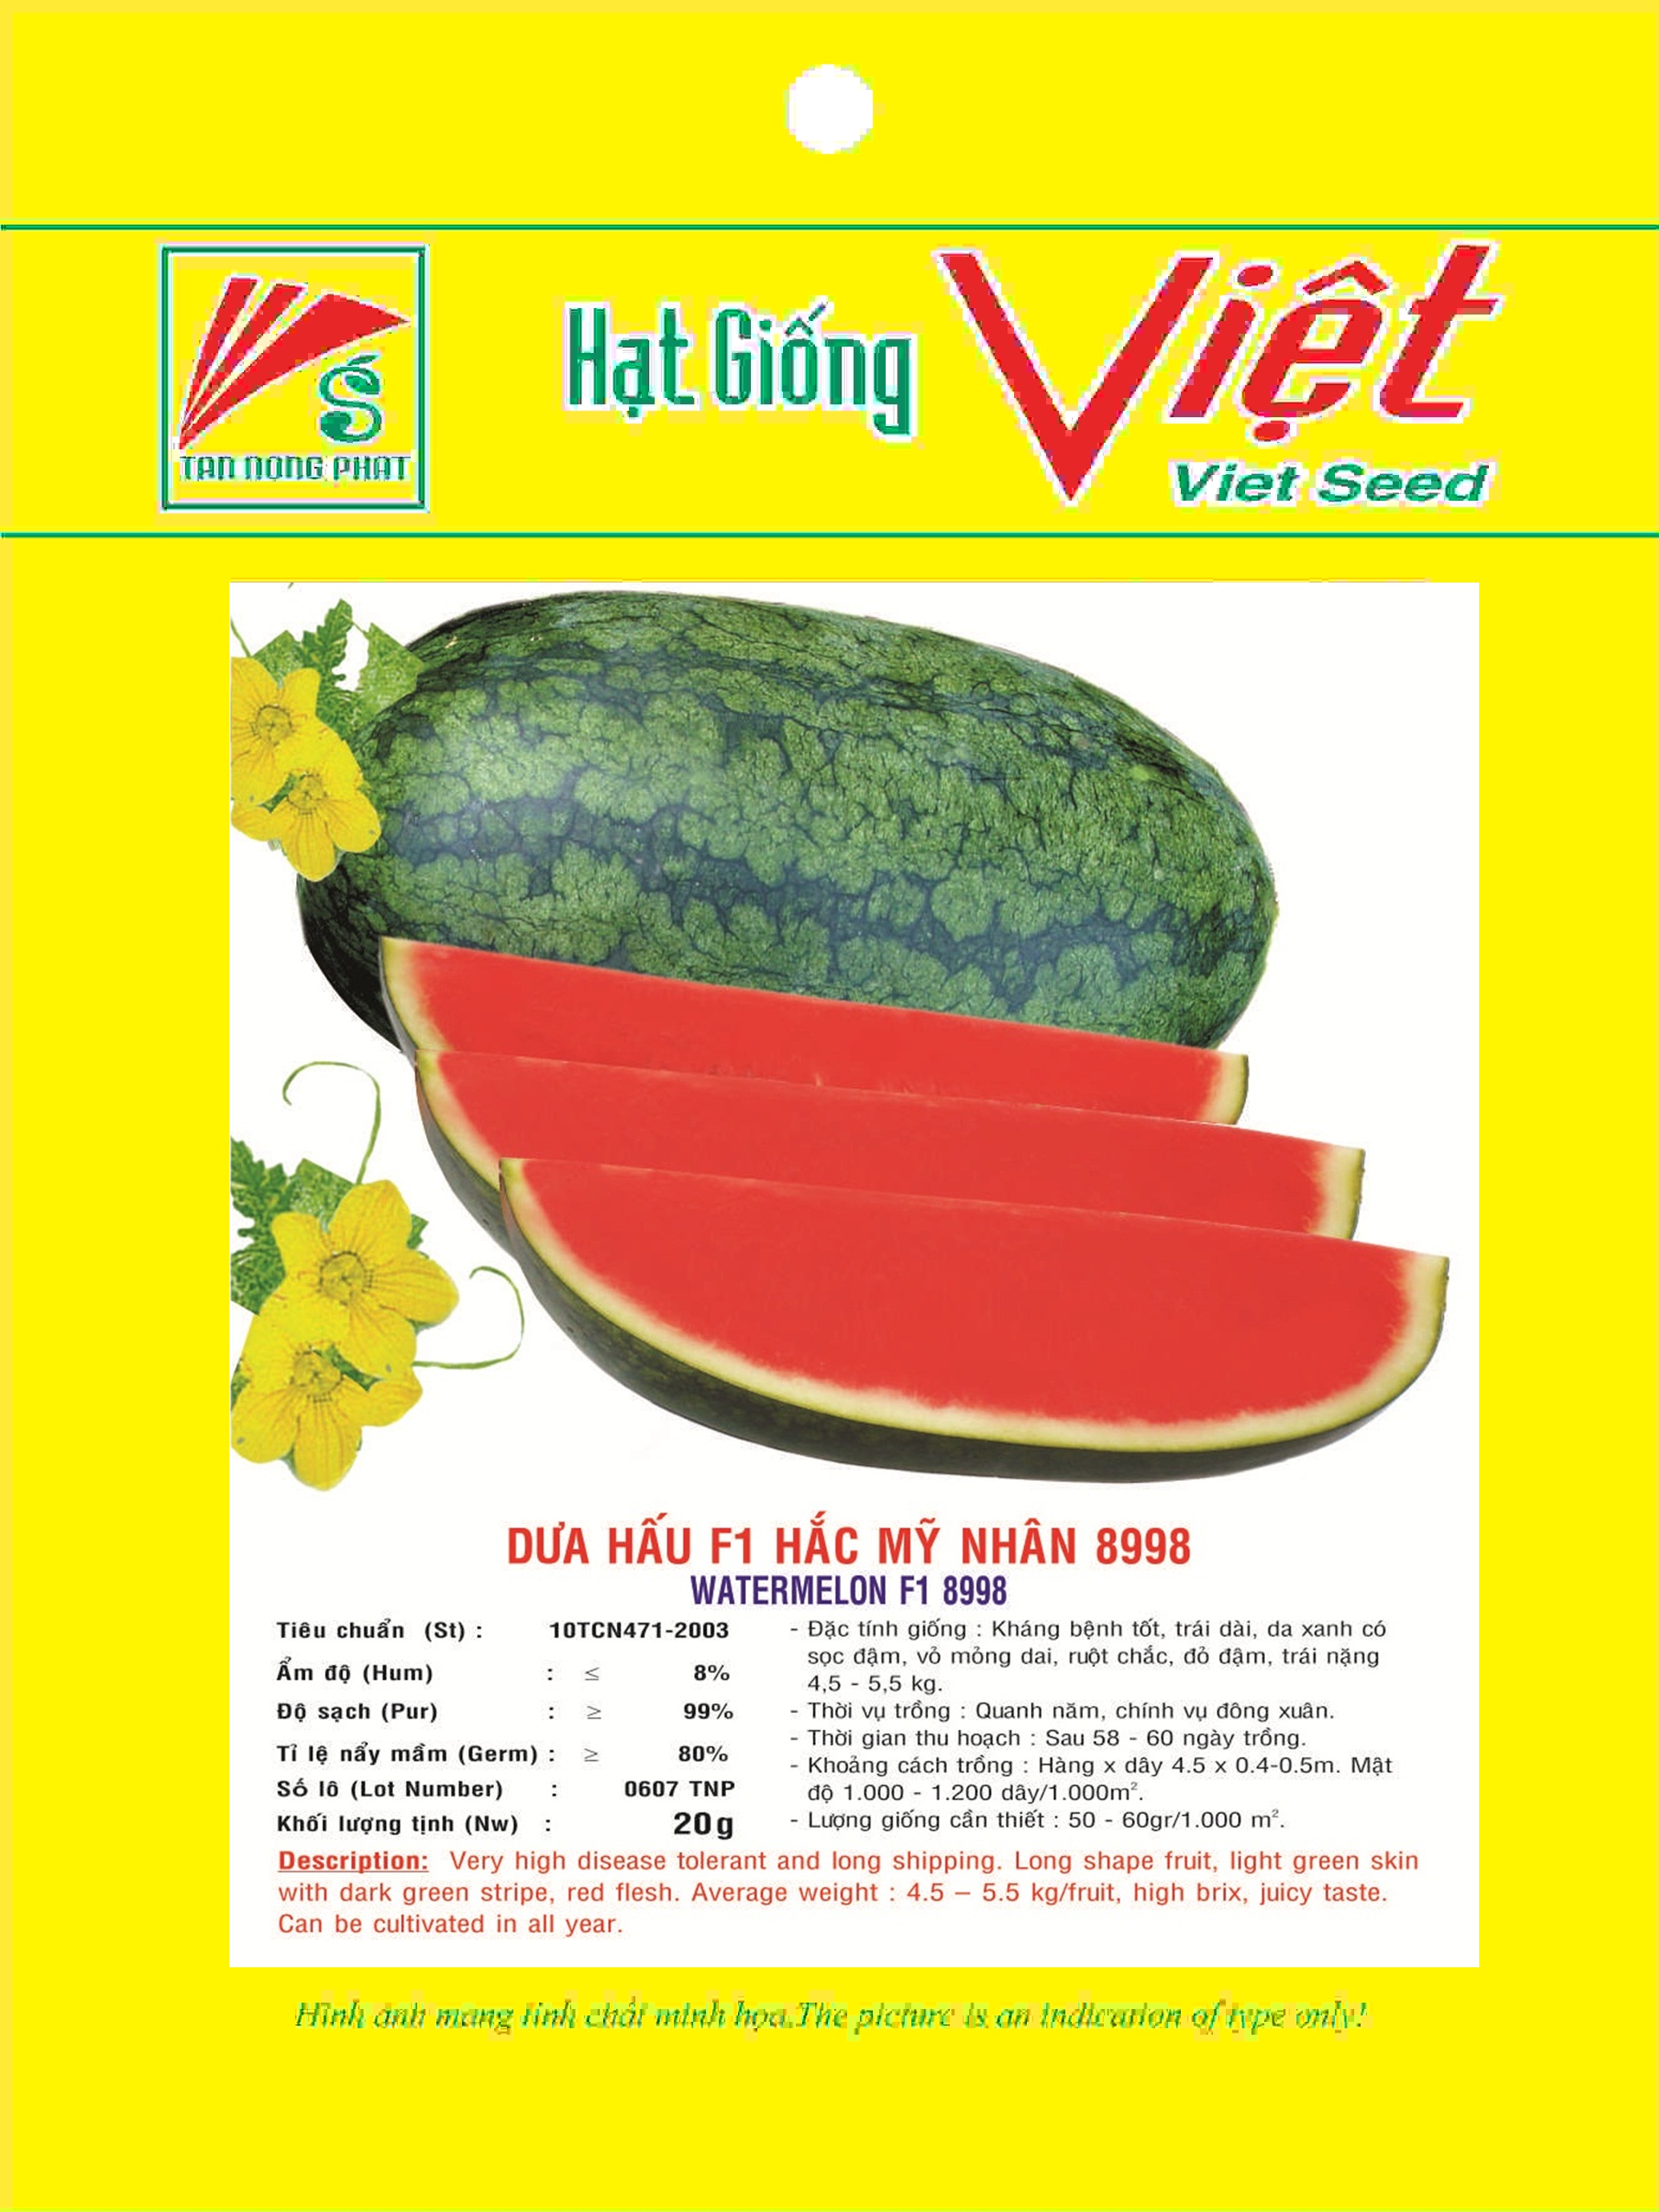 Hạt Giống Việt
Viet Seed
TAN NONG PHAT
DƯA HẤU F1 HẮC MỸ NHÂN 8998
WATERMELON F1 8998
Tiêu chuẩn (St) : 10TCN471-2003
Ẩm độ (Hum) : ≤ 8%
Độ sạch (Pur) : ≥ 99%
Tỉ lệ nẩy mầm (Germ) : ≥ 80%
Số lô (Lot Number) : 0607 TNP
Khối lượng tịnh (Nw) : 20g
- Đặc tính giống : Kháng bệnh tốt, trái dài, da xanh có
sọc đậm, vỏ mỏng dai, ruột chắc, đỏ đậm, trái nặng
4,5 - 5,5 kg.
- Thời vụ trồng : Quanh năm, chính vụ đông xuân.
- Thời gian thu hoạch : Sau 58 - 60 ngày trồng.
- Khoảng cách trồng : Hàng x dây 4.5 x 0.4-0.5m. Mật
độ 1.000 - 1.200 dây/1.000m².
- Lượng giống cần thiết : 50 - 60gr/1.000 m².
Description: Very high disease tolerant and long shipping. Long shape fruit, light green skin
with dark green stripe, red flesh. Average weight : 4.5 – 5.5 kg/fruit, high brix, juicy taste.
Can be cultivated in all year.
Hình ảnh mang tính chất minh họa.The picture is an indication of type only!